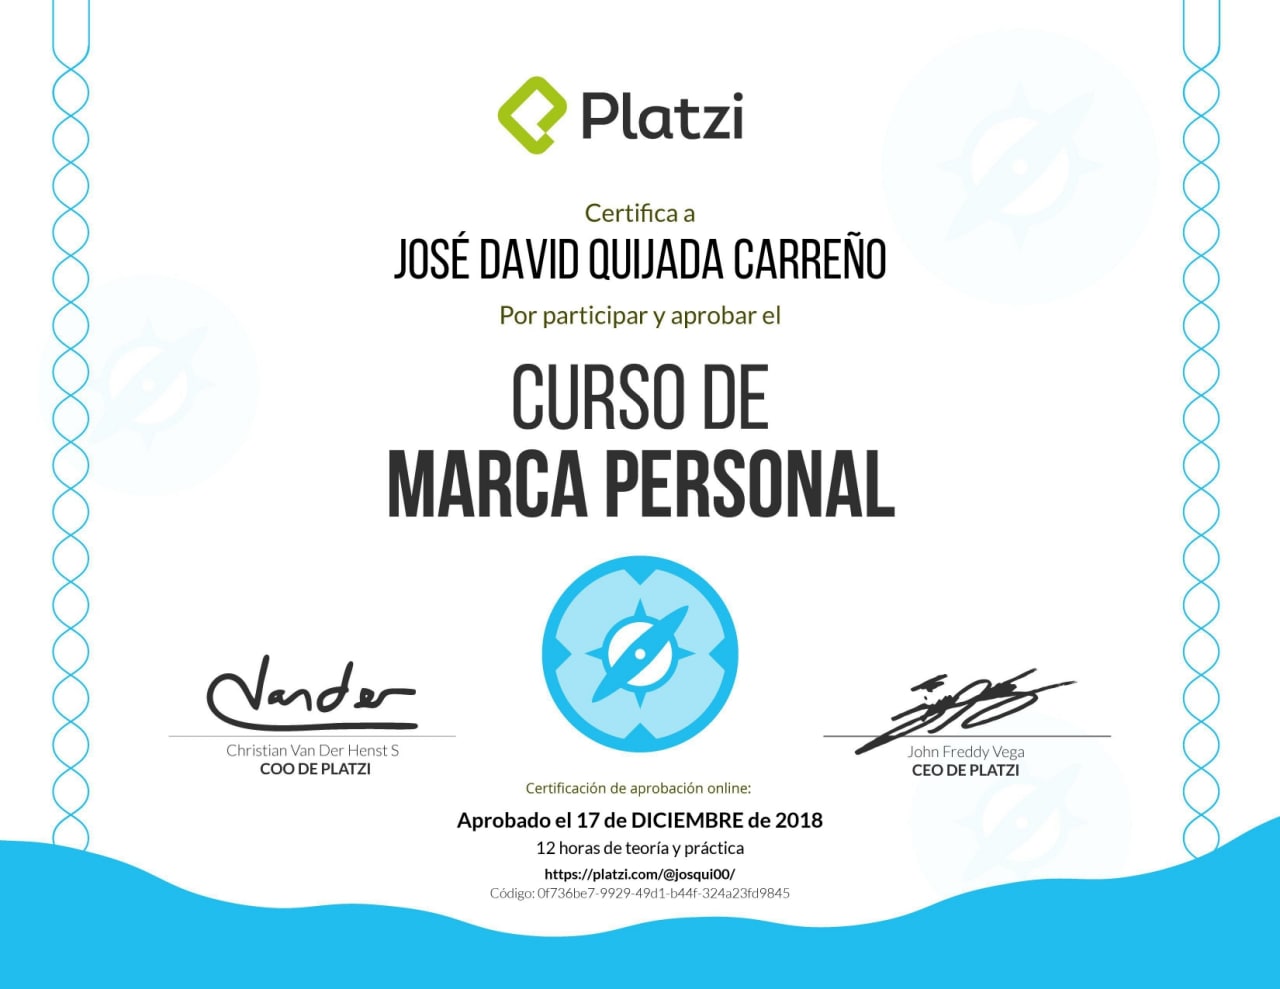 Platzi
Certifica a
JOSÉ DAVID QUIJADA CARREÑO
Por participar y aprobar el
CURSO DE
MARCA PERSONAL
Vander
Christian Van Der Henst S
COO DE PLATZI
John Freddy Vega
CEO DE PLATZI
Certificación de aprobación online:
Aprobado el 17 de DICIEMBRE de 2018
12 horas de teoría y práctica
https://platzi.com/@josqui00/
Código: 0f736be7-9929-49d1-b44f-324a23fd9845